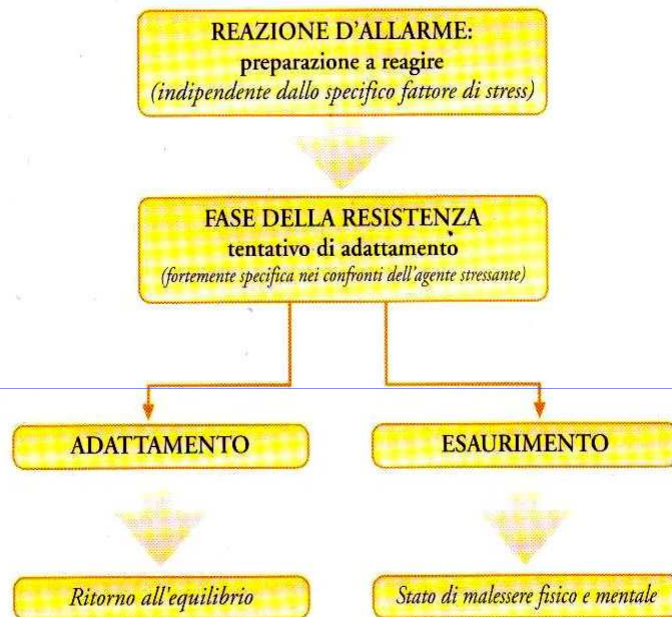 REAZIONE D'ALLARME:
preparazione a reagire
(indipendente dallo specifico fattore di stress)
FASE DELLA RESISTENZA
tentativo di adattamento
(fortemente specifica nei confronti dell'agente stressante)
ADATTAMENTO
ESAURIMENTO
Ritorno all'equilibrio
Stato di malessere fisico e mentale